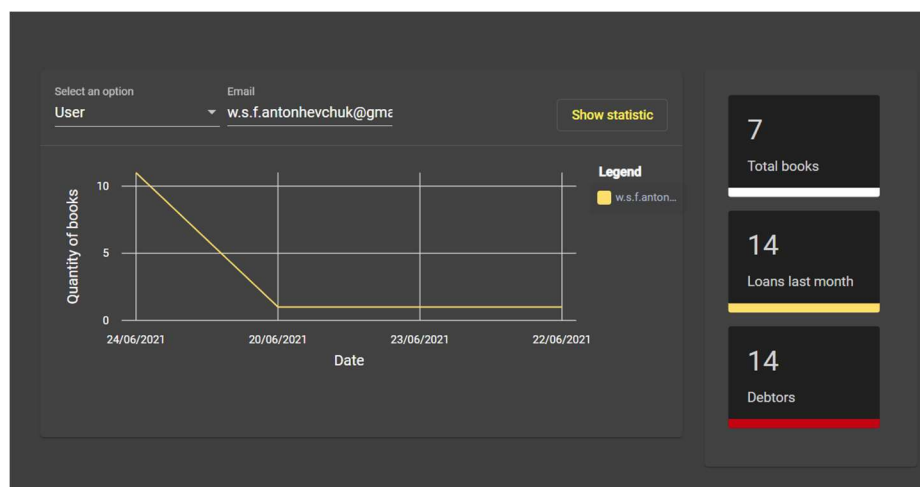 Select an option
User
Email
w.s.f.antonhevchuk@gma
Show statistic
Quantity of books
10
5
0
24/06/2021
20/06/2021
23/06/2021
22/06/2021
Date
Legend
w.s.f.anton...
7
Total books
14
Loans last month
14
Debtors